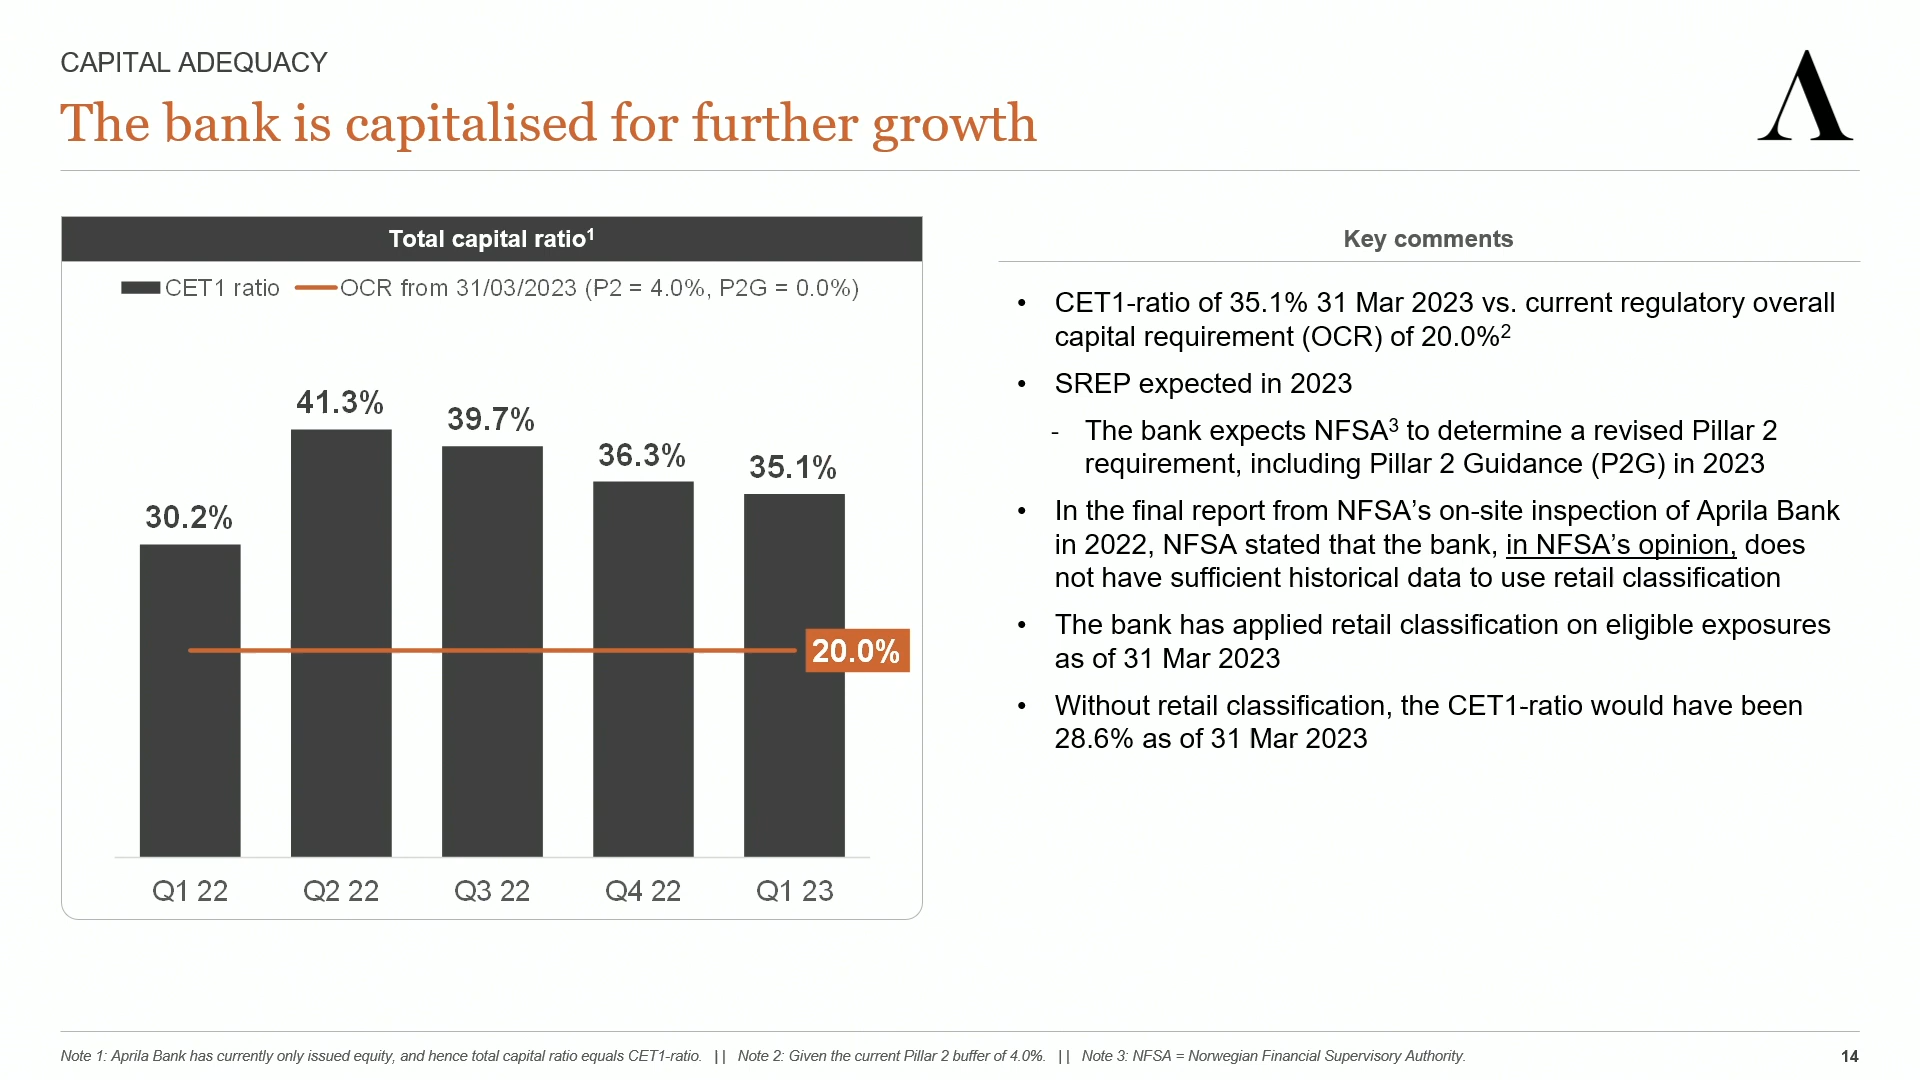 CAPITAL ADEQUACY
The bank is capitalised for further growth
Total capital ratio¹
CET1 ratio
OCR from 31/03/2023 (P2 = 4.0%, P2G = 0.0%)
30.2%
41.3%
39.7%
36.3%
35.1%
20.0%
Q1 22
Q2 22
Q3 22
Q4 22
Q1 23
Key comments
• CET1-ratio of 35.1% 31 Mar 2023 vs. current regulatory overall
capital requirement (OCR) of 20.0%²
• SREP expected in 2023
- The bank expects NFSA³ to determine a revised Pillar 2
requirement, including Pillar 2 Guidance (P2G) in 2023
• In the final report from NFSA’s on-site inspection of Aprila Bank
in 2022, NFSA stated that the bank, in NFSA’s opinion, does
not have sufficient historical data to use retail classification
• The bank has applied retail classification on eligible exposures
as of 31 Mar 2023
• Without retail classification, the CET1-ratio would have been
28.6% as of 31 Mar 2023
Note 1: Aprila Bank has currently only issued equity, and hence total capital ratio equals CET1-ratio. || Note 2: Given the current Pillar 2 buffer of 4.0%. || Note 3: NFSA = Norwegian Financial Supervisory Authority.
14